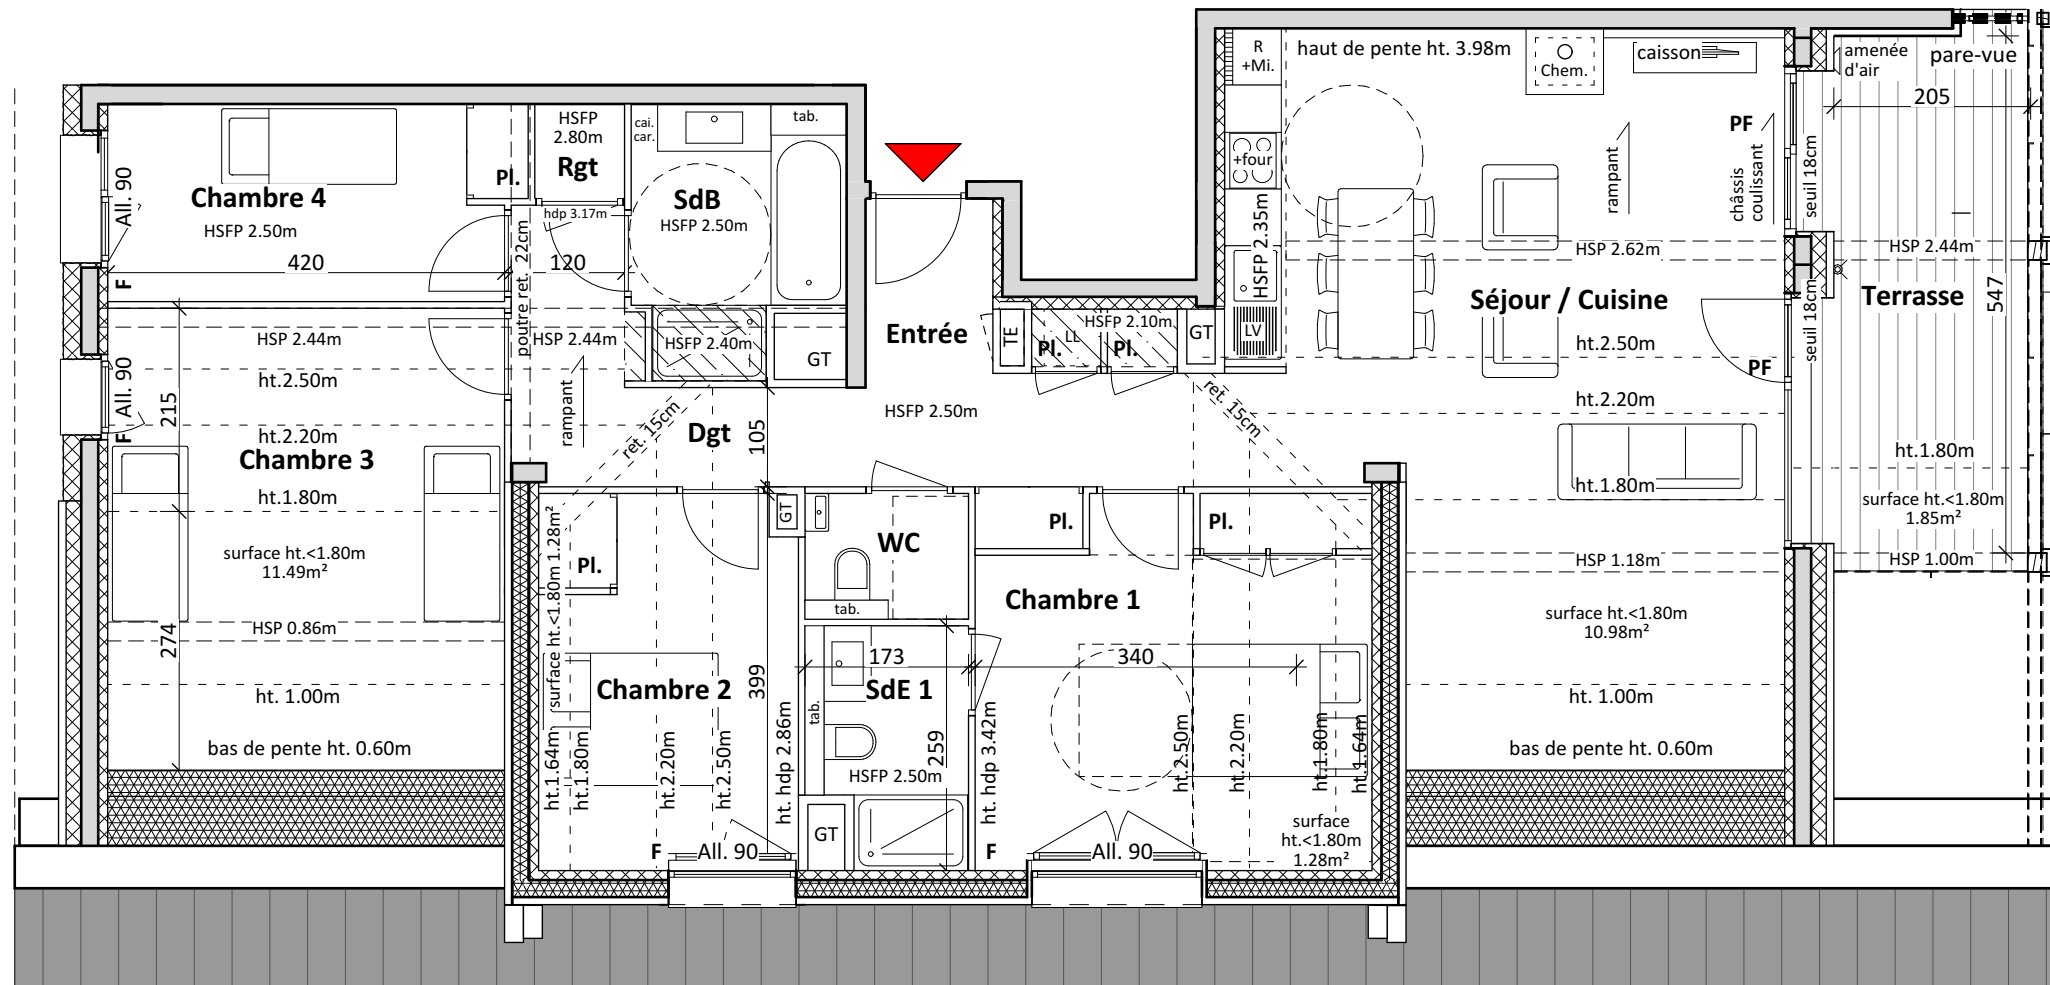 R
+Mi.
haut de pente ht. 3.98m
Chem.
caisson
amenée
d'air
pare-vue
205
HSFP
2.80m
Rgt
cai.
car.
tab.
Pl.
All. 90
Chambre 4
HSFP 2.50m
SdB
HSFP 2.50m
hdp 3.17m
+four
rampant
PF
châssis
coulissant
seuil 18cm
420
120
F
poutre ret. 22cm
HSFP 2.35m
HSP 2.62m
HSP 2.44m
Séjour / Cuisine
Terrasse
547
HSP 2.44m
HSP 2.44m
HSFP 2.40m
GT
Entrée
TE
Pl.
LL
HSFP 2.10m
Pl.
GT
LV
ht.2.50m
seuil 18cm
PF
All. 90
F
ht.2.50m
215
rampant
ret. 15cm
Dgt
105
HSFP 2.50m
ret. 15cm
ht.2.20m
ht.2.20m
Chambre 3
ht.1.80m
ht.1.80m
ht.1.80m
surface ht.<1.80m
1.85m²
surface ht.<1.80m
11.49m²
surface ht.<1.80m 1.28m²
Pl.
GT
WC
tab.
Pl.
Pl.
HSP 1.18m
HSP 1.00m
Chambre 1
surface ht.<1.80m
10.98m²
HSP 0.86m
274
173
340
Chambre 2
399
SdE 1
tab.
259
ht. 1.00m
ht. 1.00m
bas de pente ht. 0.60m
bas de pente ht. 0.60m
ht.1.64m
ht.1.80m
ht.2.20m
ht.2.50m
ht. hdp 2.86m
HSFP 2.50m
ht. hdp 3.42m
ht.2.50m
ht.2.20m
ht.1.80m
ht.1.64m
GT
F
All. 90
F
All. 90
surface
ht.<1.80m
1.28m²